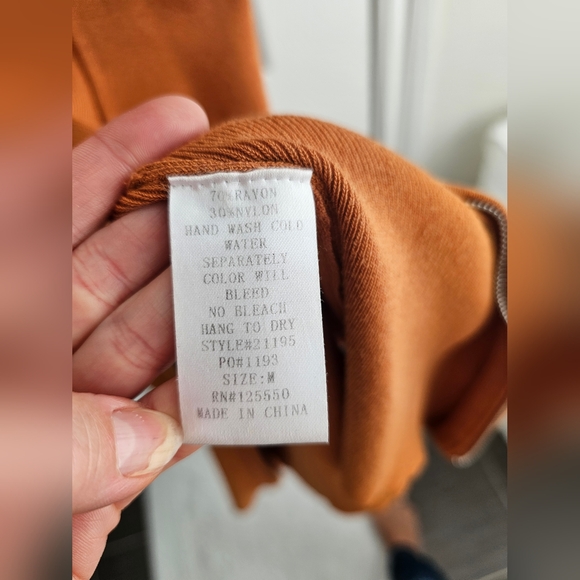 70%RAYON
30%NYLON
HAND WASH COLD
WATER
SEPARATELY
COLOR WILL
BLEED
NO BLEACH
HANG TO DRY
STYLE#21195
PO#1193
SIZE:M
RN#125550
MADE IN CHINA